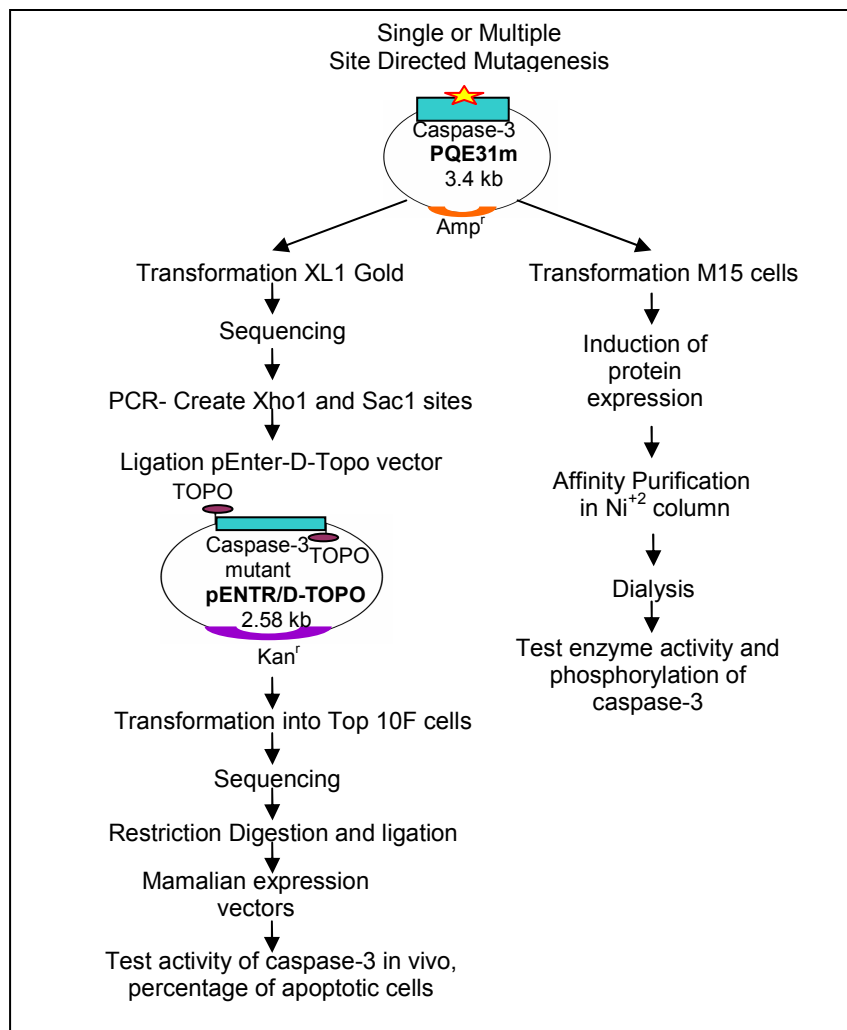 Single or Multiple
Site Directed Mutagenesis
Caspase-3
PQE31m
3.4 kb
Ampʳ
Transformation XL1 Gold
Sequencing
PCR- Create Xho1 and Sac1 sites
Ligation pEnter-D-Topo vector
TOPO
Caspase-3
TOPO
mutant
pENTR/D-TOPO
2.58 kb
Kanʳ
Transformation into Top 10F cells
Sequencing
Restriction Digestion and ligation
Mamalian expression
vectors
Test activity of caspase-3 in vivo,
percentage of apoptotic cells
Transformation M15 cells
Induction of
protein
expression
Affinity Purification
in Ni⁺² column
Dialysis
Test enzyme activity and
phosphorylation of
caspase-3